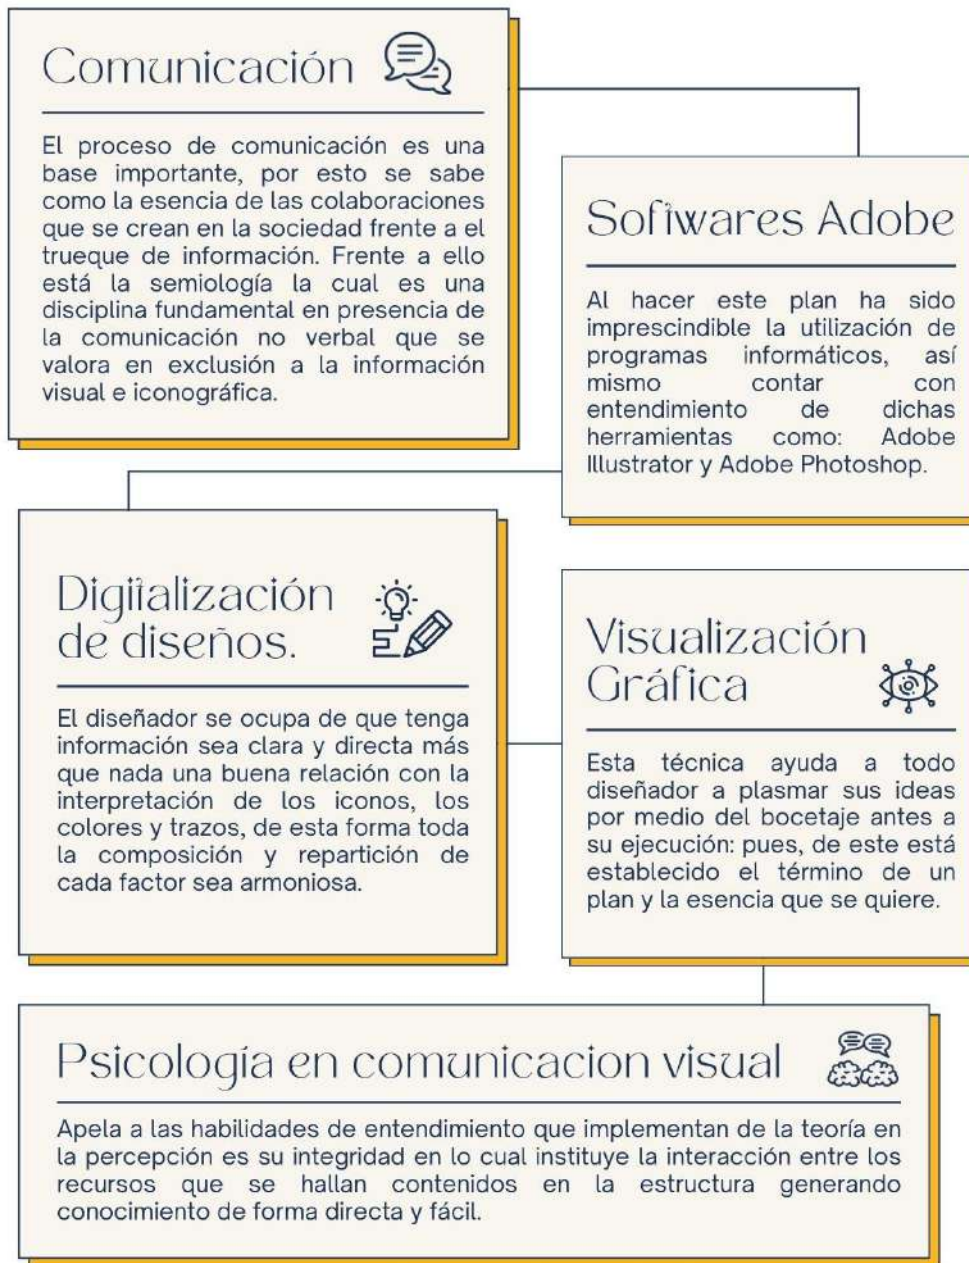 Comunicación
El proceso de comunicación es una
base importante, por esto se sabe
como la esencia de las colaboraciones
que se crean en la sociedad frente a el
trueque de información. Frente a ello
está la semiología la cual es una
disciplina fundamental en presencia de
la comunicación no verbal que se
valora en exclusión a la información
visual e iconográfica.
Softwares Adobe
Al hacer este plan ha sido
imprescindible la utilización de
programas informáticos, así
mismo contar con
entendimiento de dichas
herramientas como: Adobe
Illustrator y Adobe Photoshop.
Digitalización
de diseños.
El diseñador se ocupa de que tenga
información sea clara y directa más
que nada una buena relación con la
interpretación de los iconos, los
colores y trazos, de esta forma toda
la composición y repartición de
cada factor sea armoniosa.
Visualización
Gráfica
Esta técnica ayuda a todo
diseñador a plasmar sus ideas
por medio del bocetaje antes a
su ejecución: pues, de este está
establecido el término de un
plan y la esencia que se quiere.
Psicología en comunicacion visual
Apela a las habilidades de entendimiento que implementan de la teoría en
la percepción es su integridad en lo cual instituye la interacción entre los
recursos que se hallan contenidos en la estructura generando
conocimiento de forma directa y fácil.